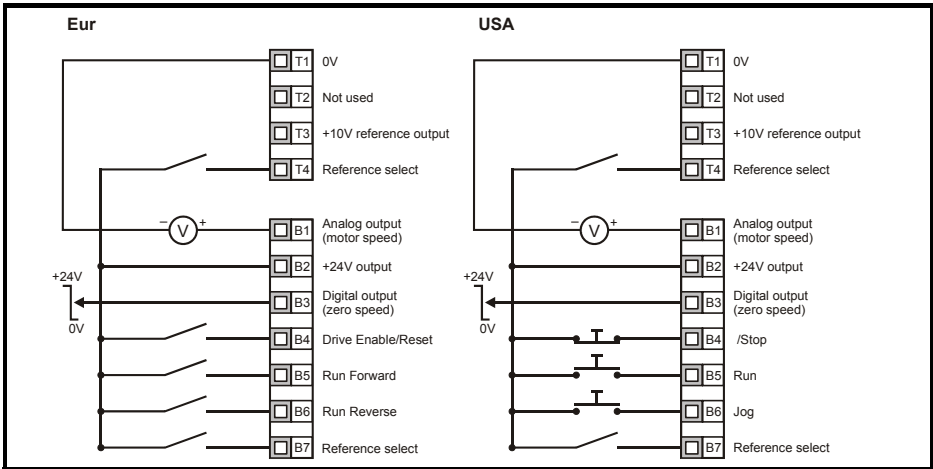 Eur
T1 0V
T2 Not used
T3 +10V reference output
T4 Reference select
– V +
B1 Analog output
(motor speed)
B2 +24V output
+24V
0V
B3 Digital output
(zero speed)
B4 Drive Enable/Reset
B5 Run Forward
B6 Run Reverse
B7 Reference select
USA
T1 0V
T2 Not used
T3 +10V reference output
T4 Reference select
– V +
B1 Analog output
(motor speed)
B2 +24V output
+24V
0V
B3 Digital output
(zero speed)
B4 /Stop
B5 Run
B6 Jog
B7 Reference select